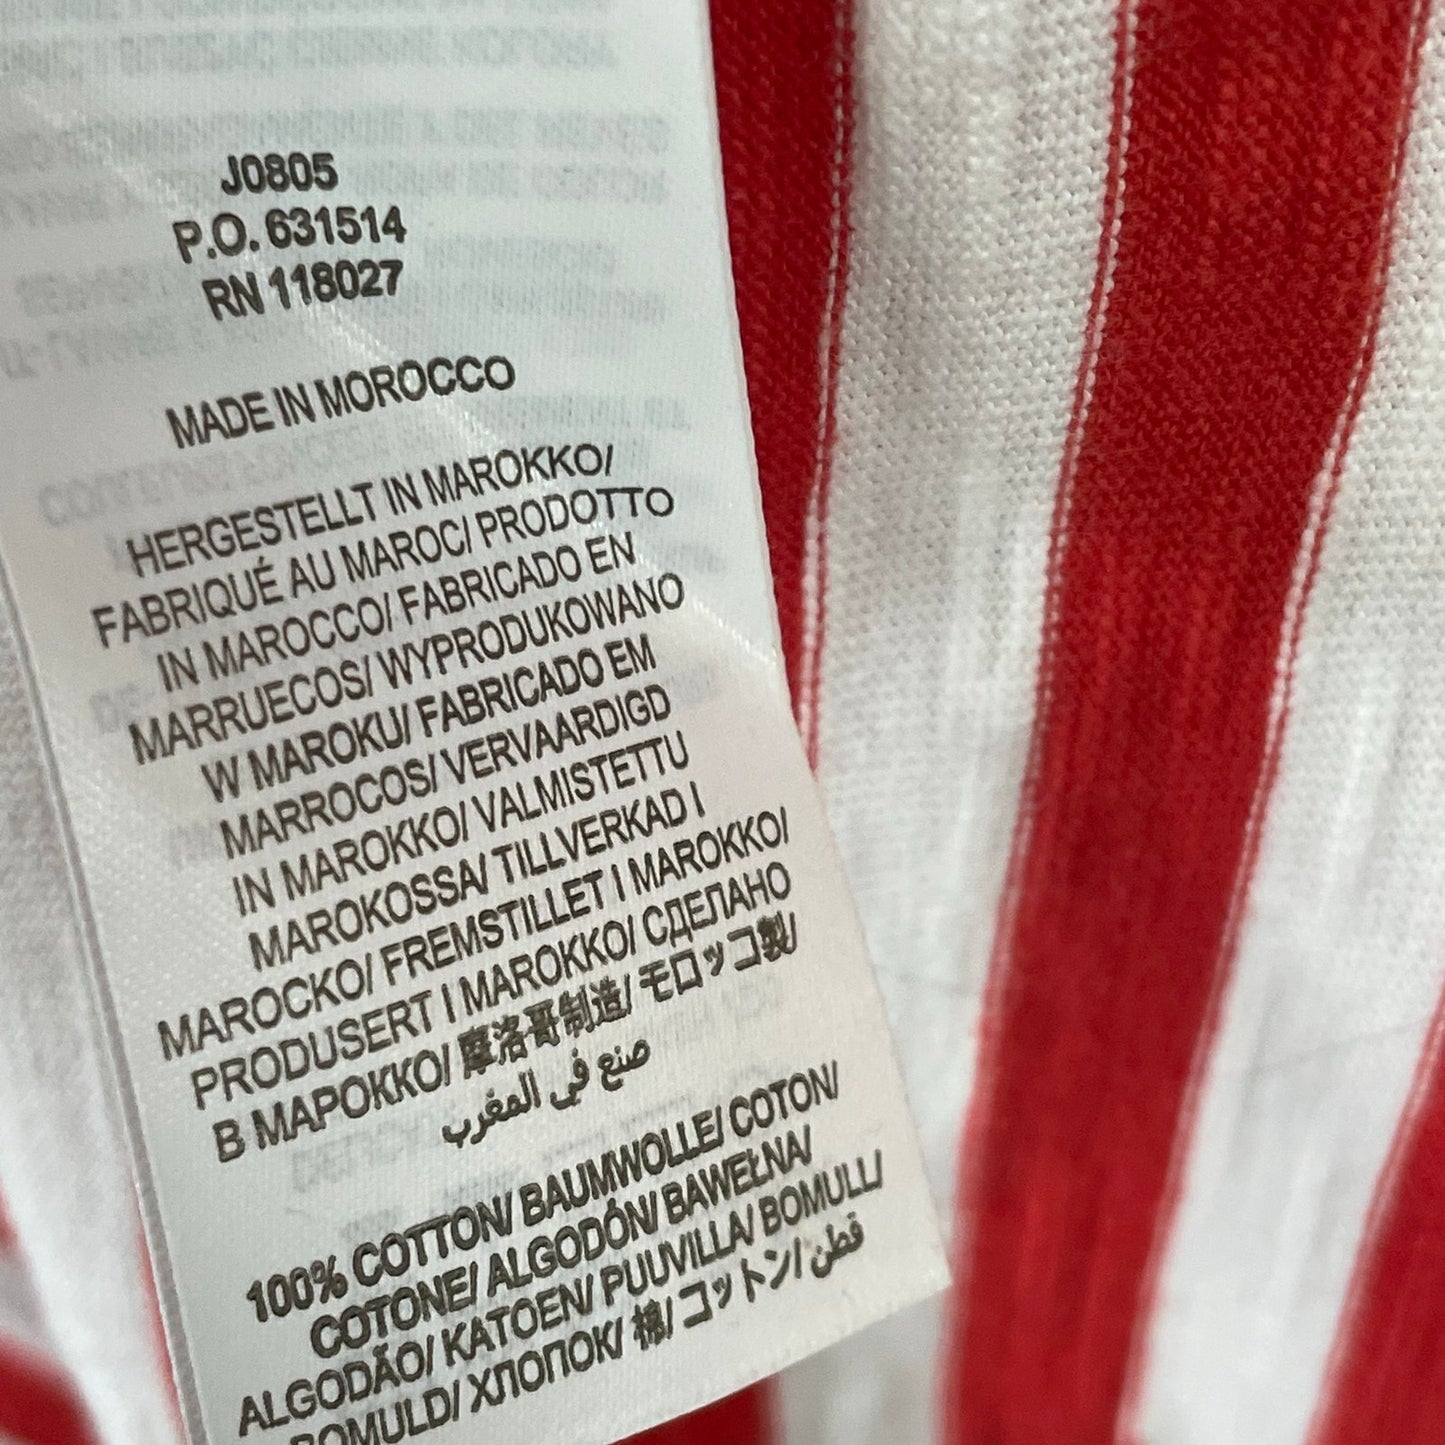 J0805
P.O. 631514
RN 118027
MADE IN MOROCCO
HERGESTELLT IN MAROKKO/
FABRIQUÉ AU MAROC/ PRODOTTO
IN MAROCCO/ FABRICADO EN
MARRUECOS/ WYPRODUKOWANO
W MAROKU/ FABRICADO EM
MARROCOS/ VERVAARDIGD
IN MAROKKO/ VALMISTETTU
MAROKOSSA/ TILLVERKAD I
MAROCKO/ FREMSTILLET I MAROKKO/
PRODUSERT I MAROKKO/ СДЕЛАНО
В МАРОККО/ 摩洛哥制造/ モロッコ製/
صنع في المغرب
100% COTTON/ BAUMWOLLE/ COTON/
COTONE/ ALGODÓN/ BAWEŁNA/
ALGODÃO/ KATOEN/ PUUVILLA/ BOMULL/
BOMULD/ ХЛОПОК/ 棉/ コットン/ قطن